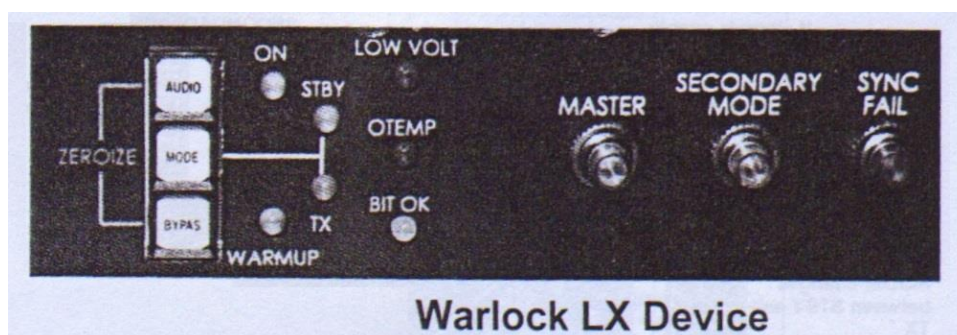 ON
LOW VOLT
AUDIO
STBY
MASTER
SECONDARY
MODE
SYNC
FAIL
OTEMP
ZEROIZE
MODE
BIT OK
BYPAS
TX
WARMUP
Warlock LX Device